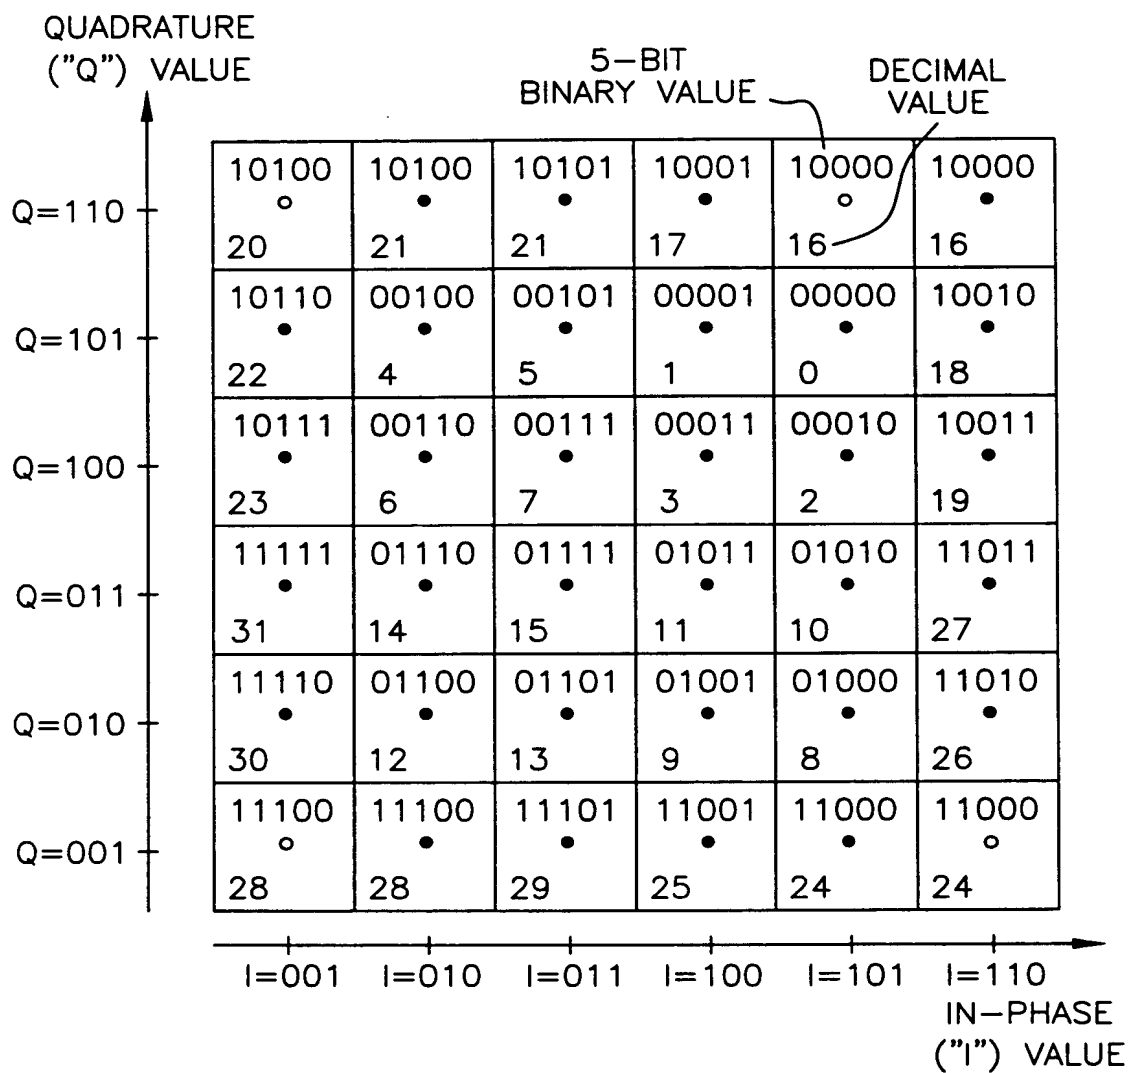 QUADRATURE
("Q") VALUE
5-BIT
BINARY VALUE
DECIMAL
VALUE
Q=110
10100 10100 10101 10001 10000 10000
20 21 21 17 16 16
Q=101
10110 00100 00101 00001 00000 10010
22 4 5 1 0 18
Q=100
10111 00110 00111 00011 00010 10011
23 6 7 3 2 19
Q=011
11111 01110 01111 01011 01010 11011
31 14 15 11 10 27
Q=010
11110 01100 01101 01001 01000 11010
30 12 13 9 8 26
Q=001
11100 11100 11101 11001 11000 11000
28 28 29 25 24 24
I=001 I=010 I=011 I=100 I=101 I=110
IN-PHASE
("I") VALUE